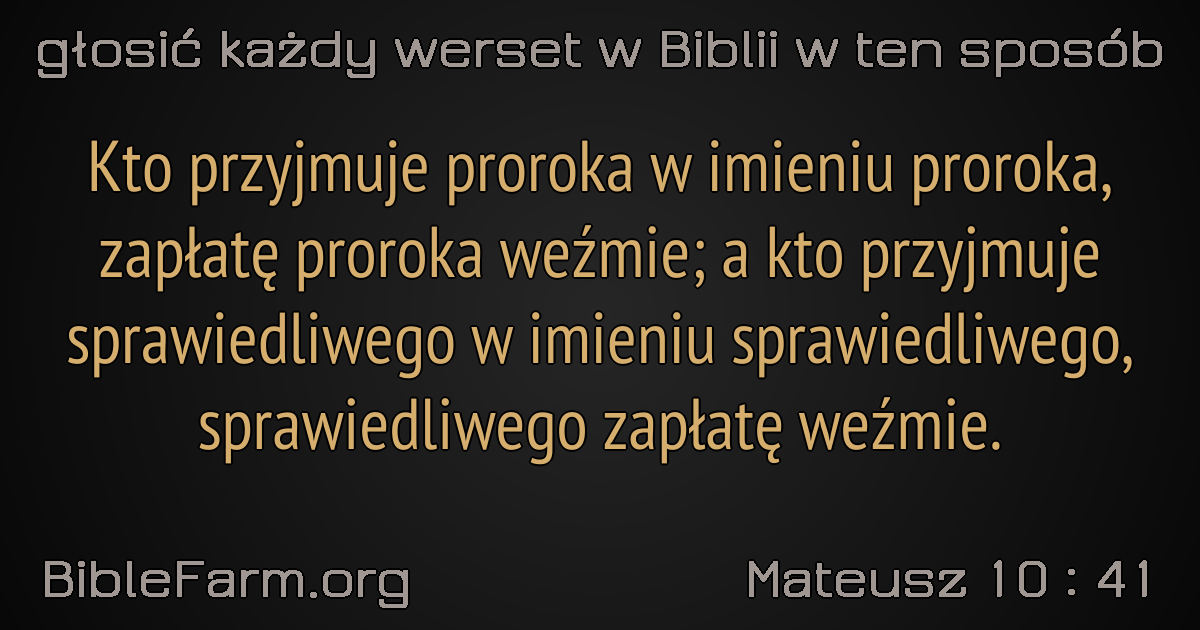 głosić każdy werset w Biblii w ten sposób
Kto przyjmuje proroka w imieniu proroka,
zapłatę proroka weźmie; a kto przyjmuje
sprawiedliwego w imieniu sprawiedliwego,
sprawiedliwego zapłatę weźmie.
BibleFarm.org
Mateusz 10 : 41